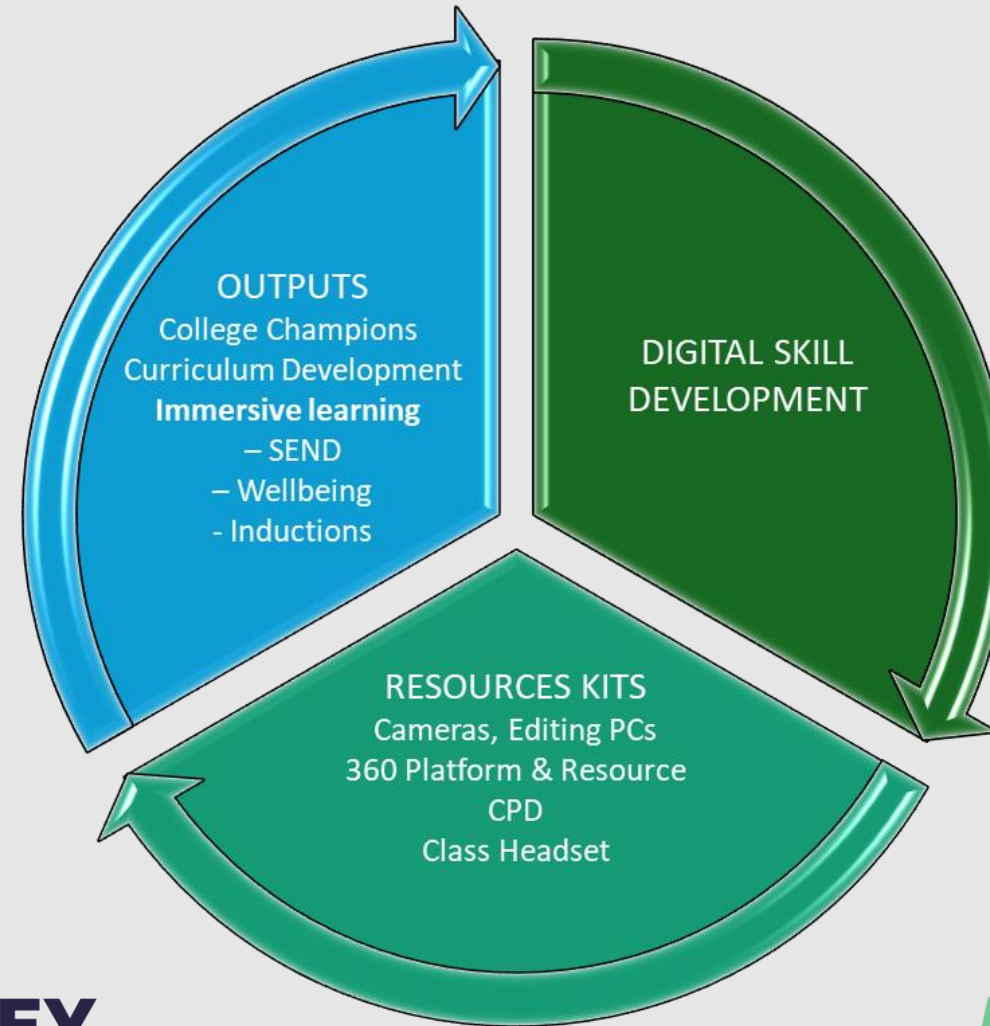 OUTPUTS
College Champions
Curriculum Development
Immersive learning
– SEND
– Wellbeing
- Inductions
DIGITAL SKILL
DEVELOPMENT
RESOURCES KITS
Cameras, Editing PCs
360 Platform & Resource
CPD
Class Headset